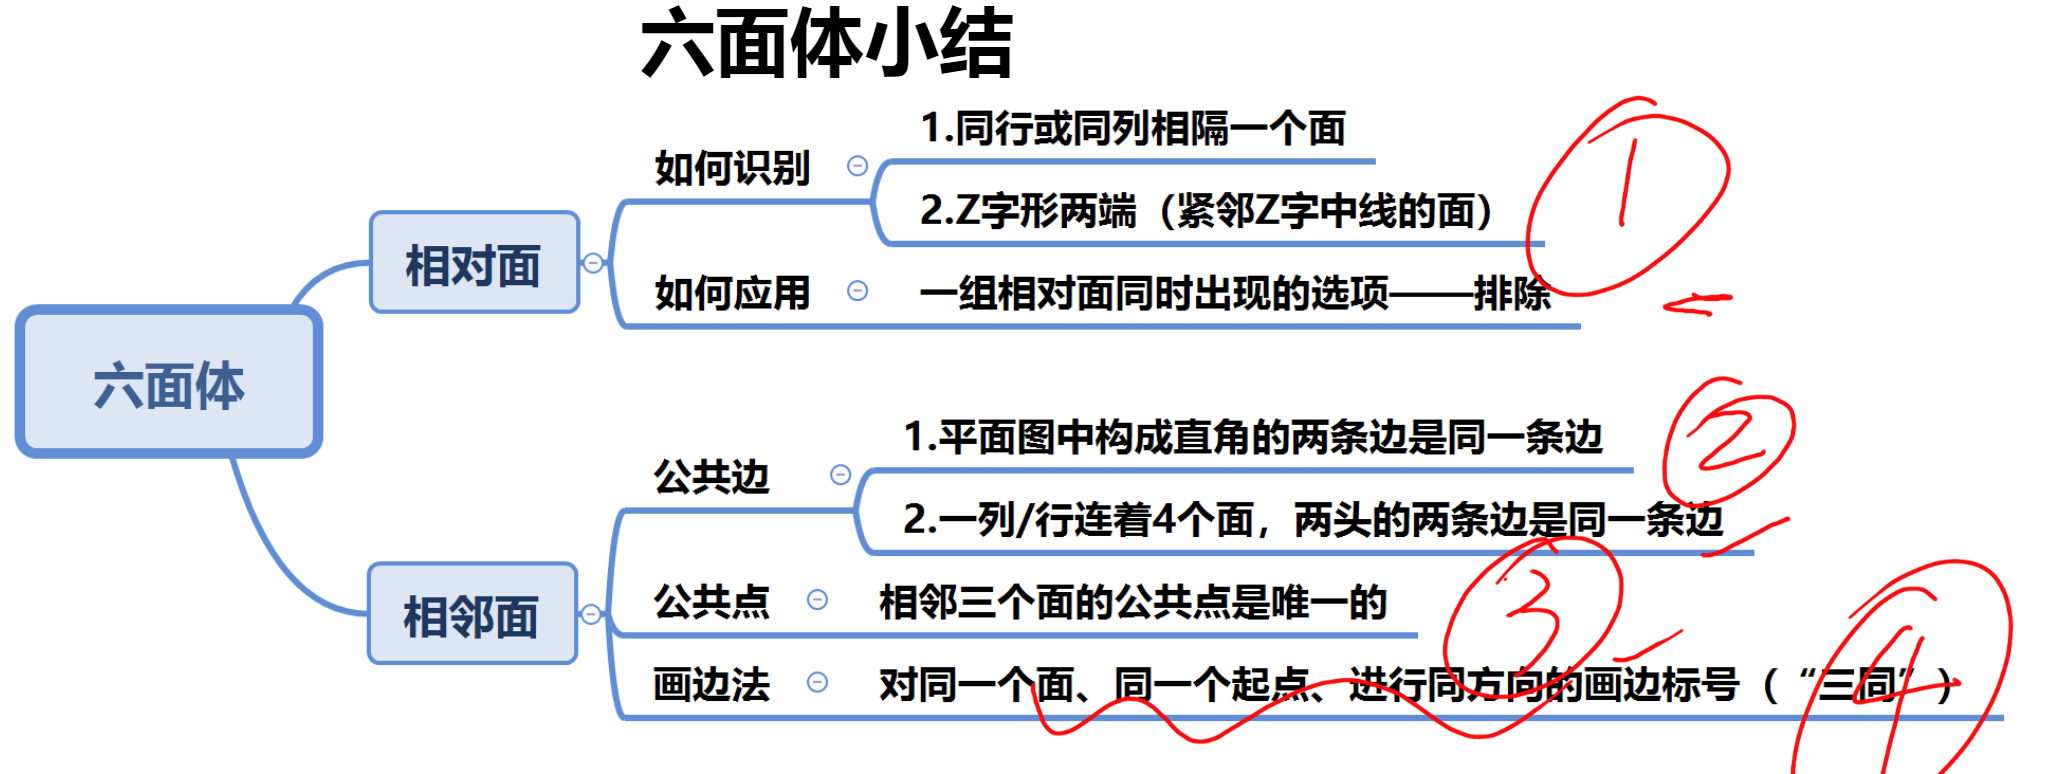 六面体小结
1.同行或同列相隔一个面
如何识别
2.Z字形两端（紧邻Z字中线的面）
相对面
如何应用
一组相对面同时出现的选项——排除
六面体
1.平面图中构成直角的两条边是同一条边
公共边
2.一列/行连着4个面，两头的两条边是同一条边
相邻面
公共点
相邻三个面的公共点是唯一的
画边法
对同一个面、同一个起点、进行同方向的画边标号（“三同”）
1
2
3
4